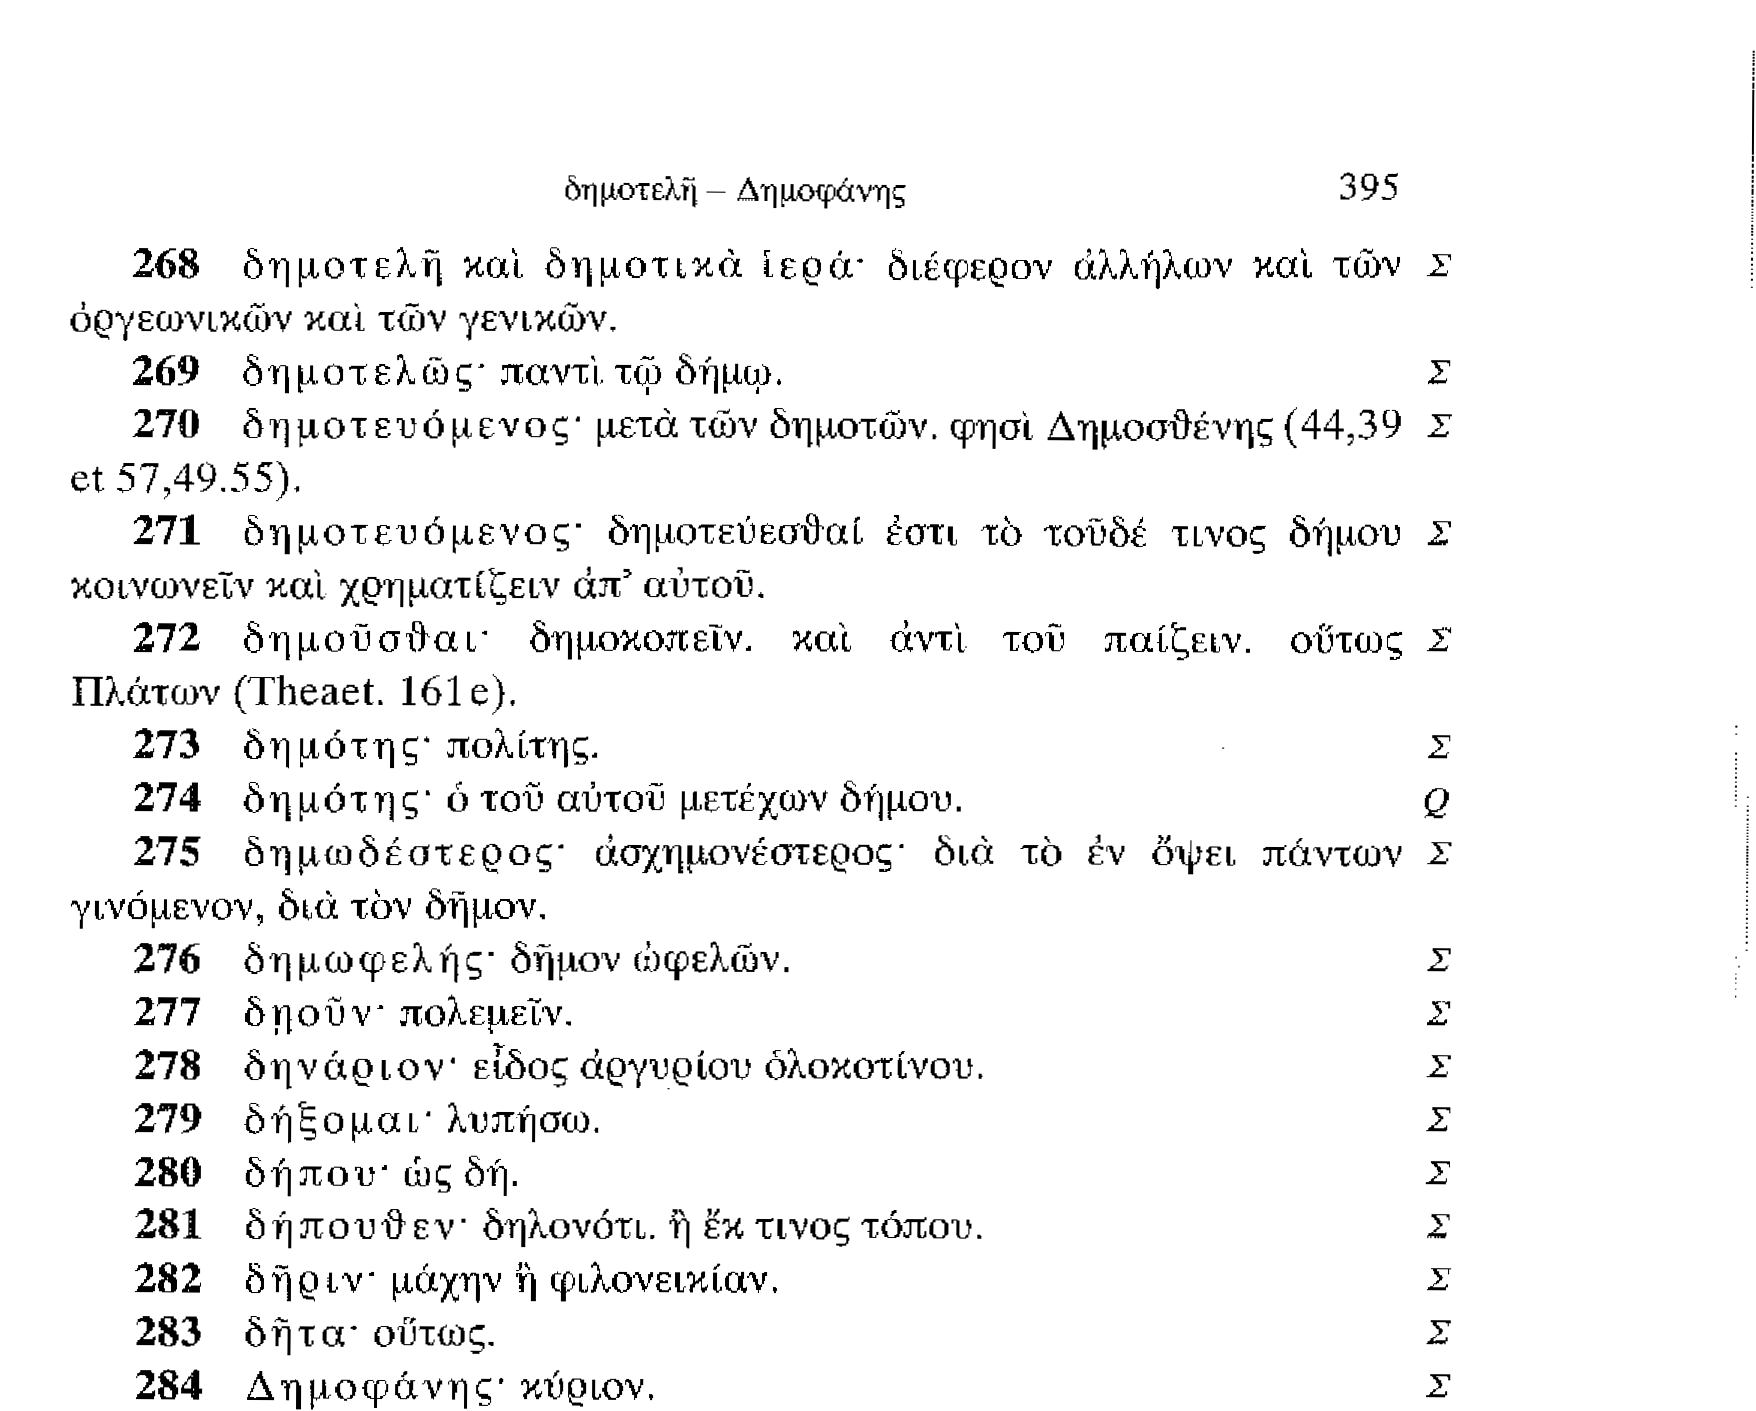 δημοτελῆ – Δημοφάνης 395
268 δημοτελῆ καὶ δημοτικὰ ἱερά· διέφερον ἀλλήλων καὶ τῶν Σ
ὀργεωνικῶν καὶ τῶν γενικῶν.
269 δημοτελῶς· παντὶ τῷ δήμῳ. Σ
270 δημοτευόμενος· μετὰ τῶν δημοτῶν. φησὶ Δημοσθένης (44,39 Σ
et 57,49.55).
271 δημοτευόμενος· δημοτεύεσθαί ἐστι τὸ τοῦδέ τινος δήμου Σ
κοινωνεῖν καὶ χρηματίζειν ἀπ’ αὐτοῦ.
272 δημοῦσθαι· δημοκοπεῖν. καὶ ἀντὶ τοῦ παίζειν. οὕτως Σ
Πλάτων (Theaet. 161e).
273 δημότης· πολίτης. Σ
274 δημότης· ὁ τοῦ αὐτοῦ μετέχων δήμου. Q
275 δημωδέστερος· ἀσχημονέστερος· διὰ τὸ ἐν ὄψει πάντων Σ
γινόμενον, διὰ τὸν δῆμον.
276 δημωφελής· δῆμον ὠφελῶν. Σ
277 δῃοῦν· πολεμεῖν. Σ
278 δηνάριον· εἶδος ἀργυρίου ὁλοκοτίνου. Σ
279 δήξομαι· λυπήσω. Σ
280 δήπου· ὡς δή. Σ
281 δήπουθεν· δηλονότι. ἢ ἔκ τινος τόπου. Σ
282 δῆριν· μάχην ἢ φιλονεικίαν. Σ
283 δῆτα· οὕτως. Σ
284 Δημοφάνης· κύριον. Σ